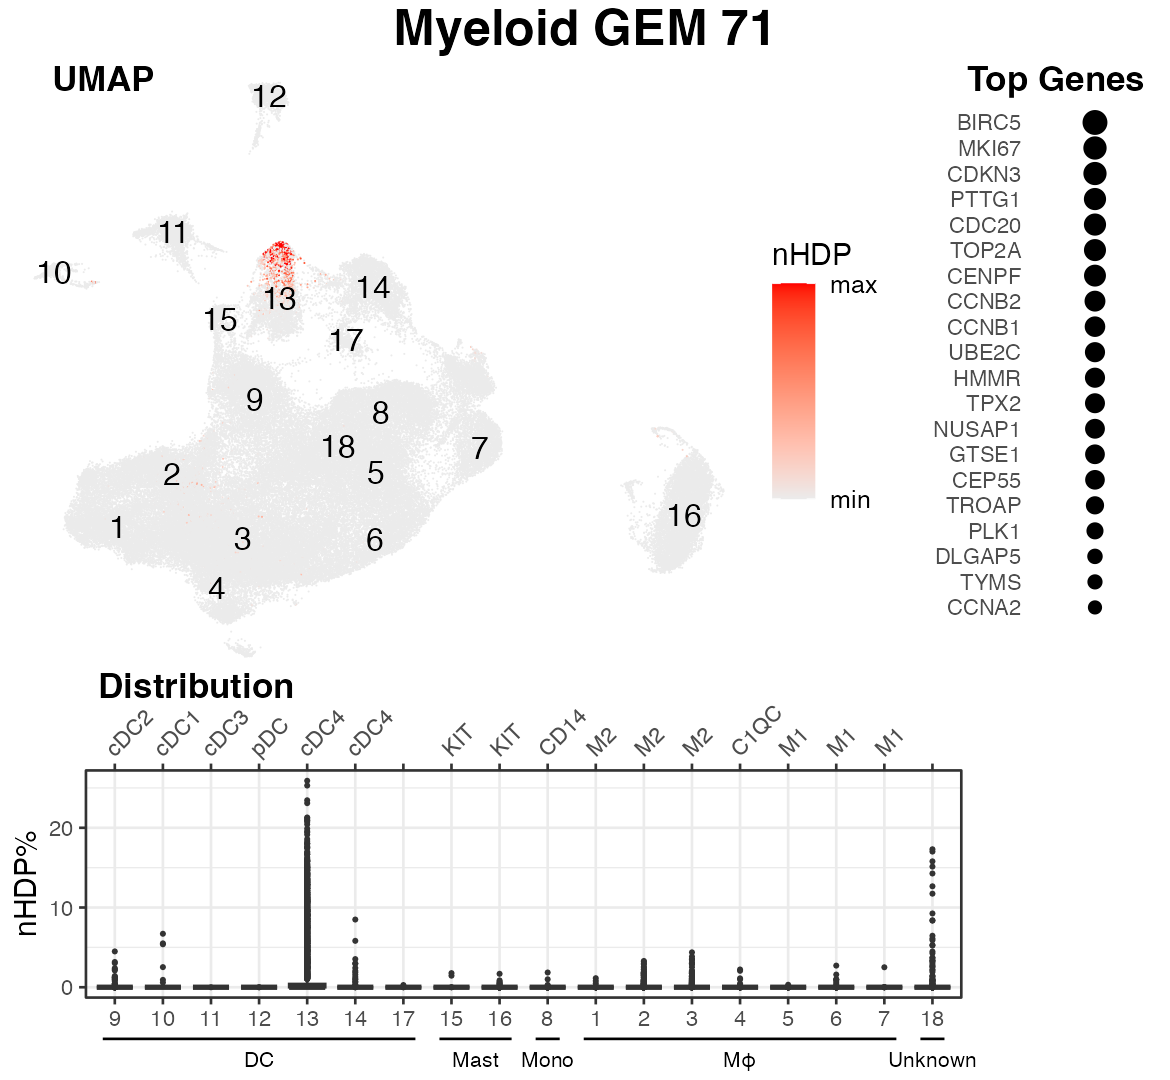 Myeloid GEM 71
UMAP
12
11
10
13
14
15
17
9
8
18
7
2
5
1
3
6
16
4
nHDP
max
min
Top Genes
BIRC5
MKI67
CDKN3
PTTG1
CDC20
TOP2A
CENPF
CCNB2
CCNB1
UBE2C
HMMR
TPX2
NUSAP1
GTSE1
CEP55
TROAP
PLK1
DLGAP5
TYMS
CCNA2
Distribution
cDC2 cDC1 cDC3 pDC cDC4 cDC4 KIT KIT CD14 M2 M2 M2 C1QC M1 M1 M1
nHDP%
20
10
0
9 10 11 12 13 14 17 15 16 8 1 2 3 4 5 6 7 18
DC Mast Mono Mϕ Unknown